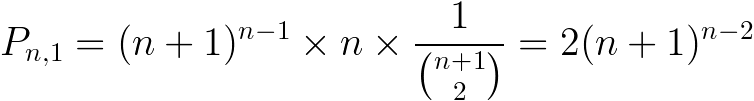 $P_{n,1} = (n+1)^{n-1} \times n \times \frac{1}{\binom{n+1}{2}} = 2(n+1)^{n-2}$